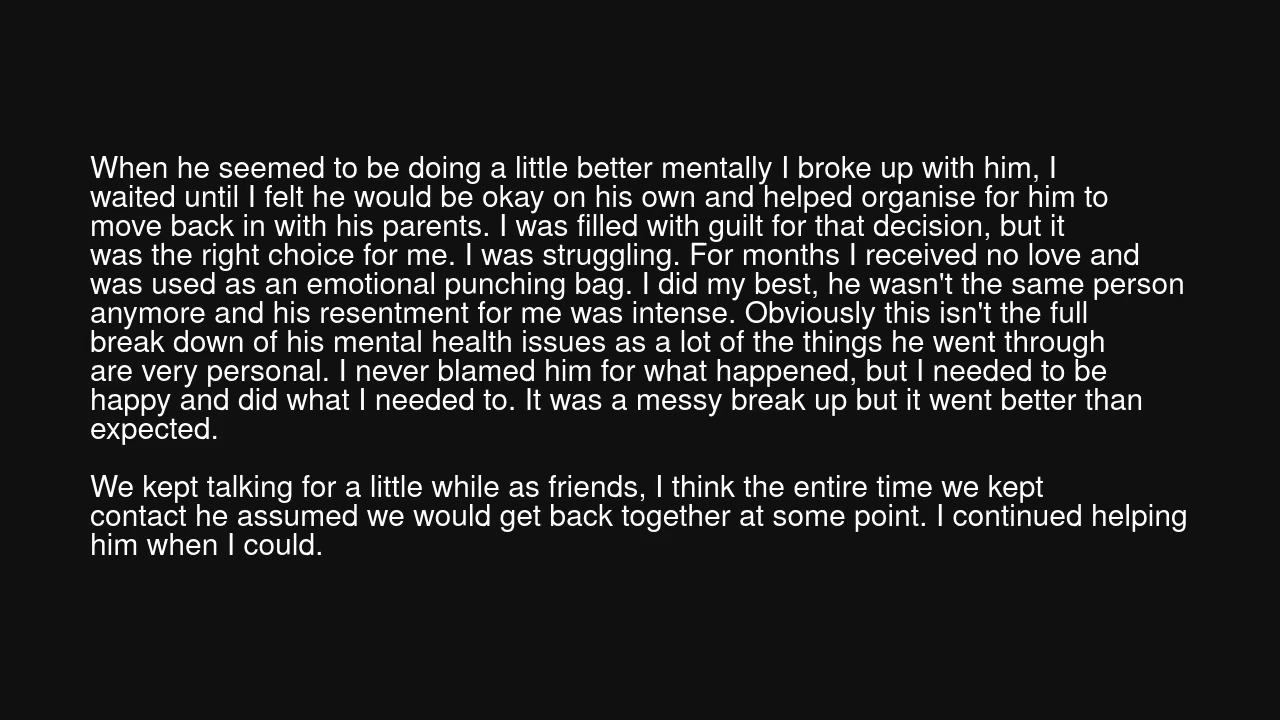 When he seemed to be doing a little better mentally I broke up with him, I
waited until I felt he would be okay on his own and helped organise for him to
move back in with his parents. I was filled with guilt for that decision, but it
was the right choice for me. I was struggling. For months I received no love and
was used as an emotional punching bag. I did my best, he wasn't the same person
anymore and his resentment for me was intense. Obviously this isn't the full
break down of his mental health issues as a lot of the things he went through
are very personal. I never blamed him for what happened, but I needed to be
happy and did what I needed to. It was a messy break up but it went better than
expected.
We kept talking for a little while as friends, I think the entire time we kept
contact he assumed we would get back together at some point. I continued helping
him when I could.